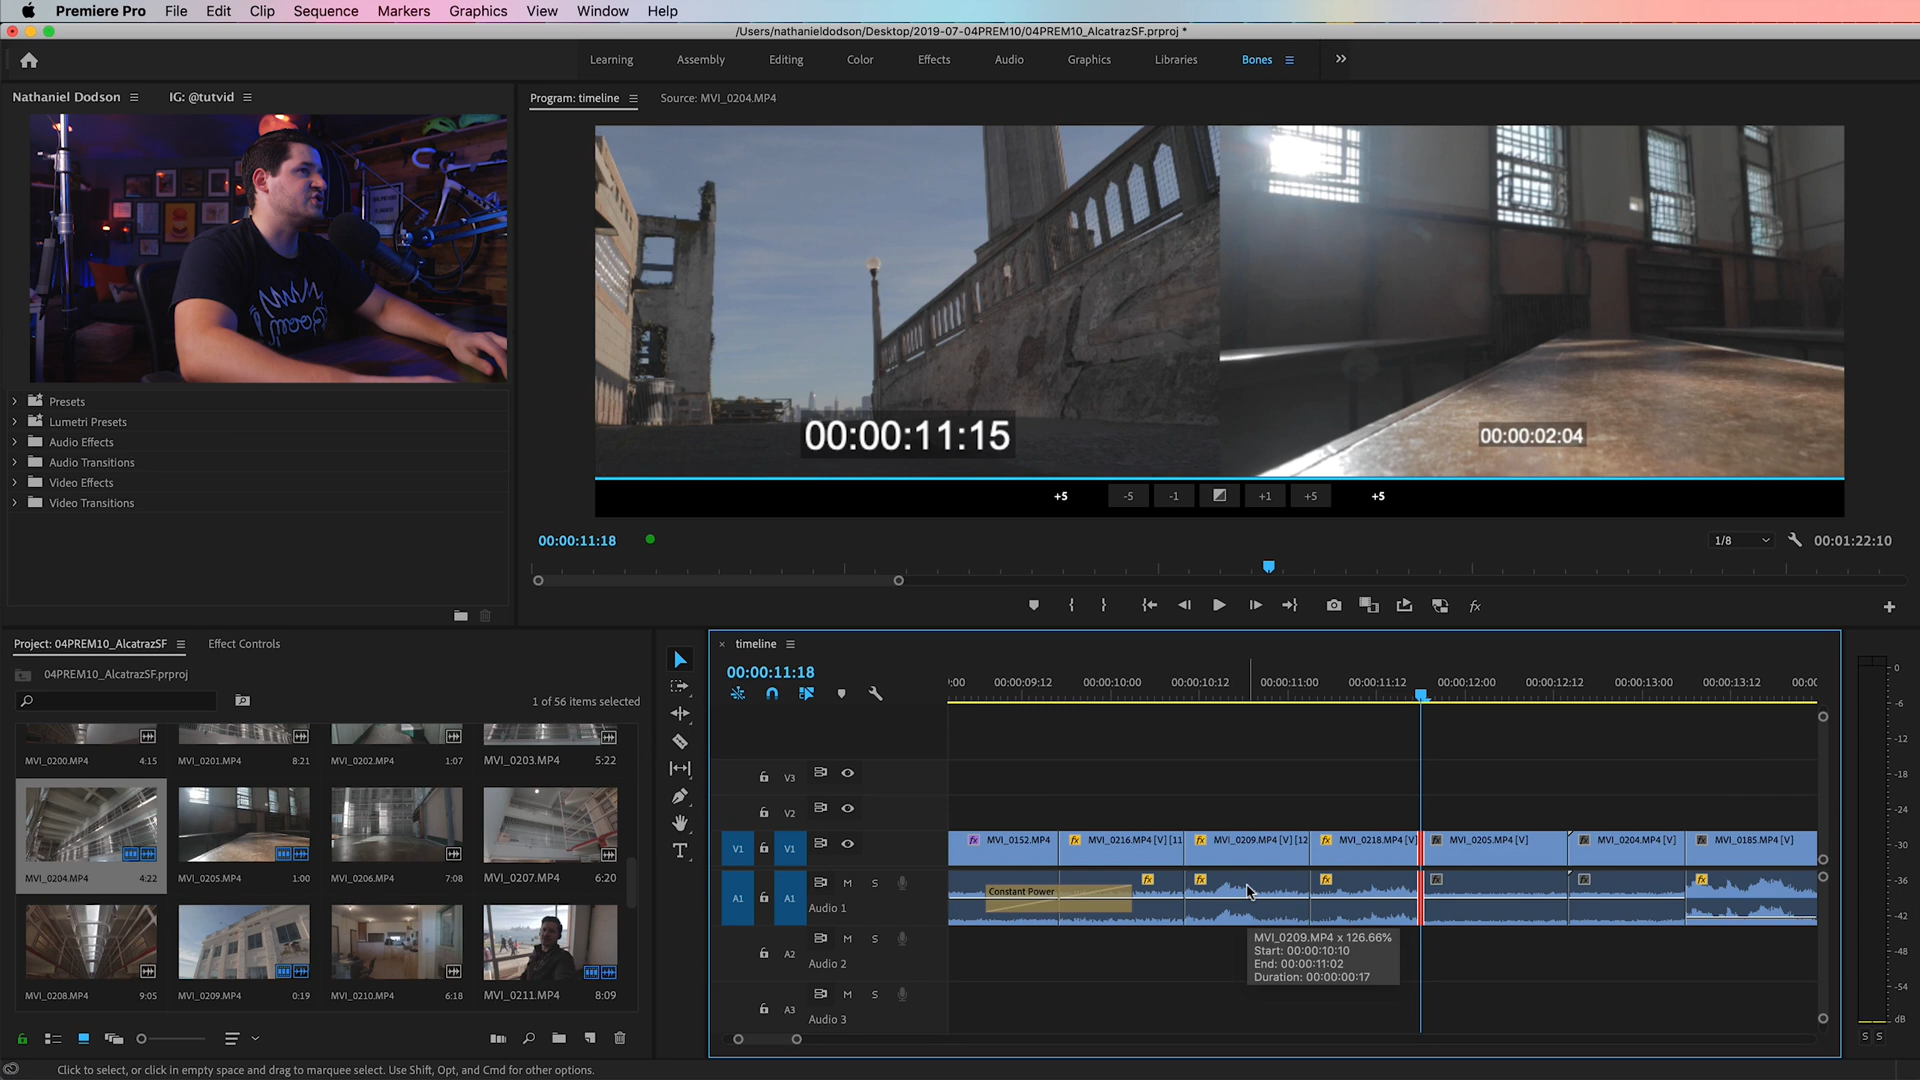 Premiere Pro File Edit Clip Sequence Markers Graphics View Window Help
/Users/nathanieldodson/Desktop/2019-07-04PREM10/04PREM10_AlcatrazSF.prproj *
Learning Assembly Editing Color Effects Audio Graphics Libraries Bones
Nathaniel Dodson IG: @tutvid
Program: timeline Source: MVI_0204.MP4
00:00:11:15
00:00:02:04
+5 -5 -1 +1 +5 +5
00:00:11:18
1/8 00:01:22:10
Presets
Lumetri Presets
Audio Effects
Audio Transitions
Video Effects
Video Transitions
Project: 04PREM10_AlcatrazSF Effect Controls
04PREM10_AlcatrazSF.prproj
1 of 56 items selected
MVI_0200.MP4 4:15 MVI_0201.MP4 8:21 MVI_0202.MP4 1:07 MVI_0203.MP4 5:22
MVI_0204.MP4 4:22 MVI_0205.MP4 1:00 MVI_0206.MP4 7:08 MVI_0207.MP4 6:20
MVI_0208.MP4 9:05 MVI_0209.MP4 0:19 MVI_0210.MP4 6:18 MVI_0211.MP4 8:09
timeline
00:00:11:18
:00 00:00:09:12 00:00:10:00 00:00:10:12 00:00:11:00 00:00:11:12 00:00:12:00 00:00:12:12 00:00:13:00 00:00:13:12 00:00
V3
V2
V1 V1 fx MVI_0152.MP4 fx MVI_0216.MP4 [V] [11 fx MVI_0209.MP4 [V] [12 fx MVI_0218.MP4 [V] fx MVI_0205.MP4 [V] fx MVI_0204.MP4 [V] fx MVI_0185.MP4 [V]
A1 A1 M S
Audio 1
Constant Power fx fx fx fx fx fx
A2 M S
Audio 2
A3 M S
Audio 3
MVI_0209.MP4 x 126.66%
Start: 00:00:10:10
End: 00:00:11:02
Duration: 00:00:00:17
0
-6
-12
-18
-24
-30
-36
-42
-48
-54
dB
S S
Click to select, or click in empty space and drag to marquee select. Use Shift, Opt, and Cmd for other options.